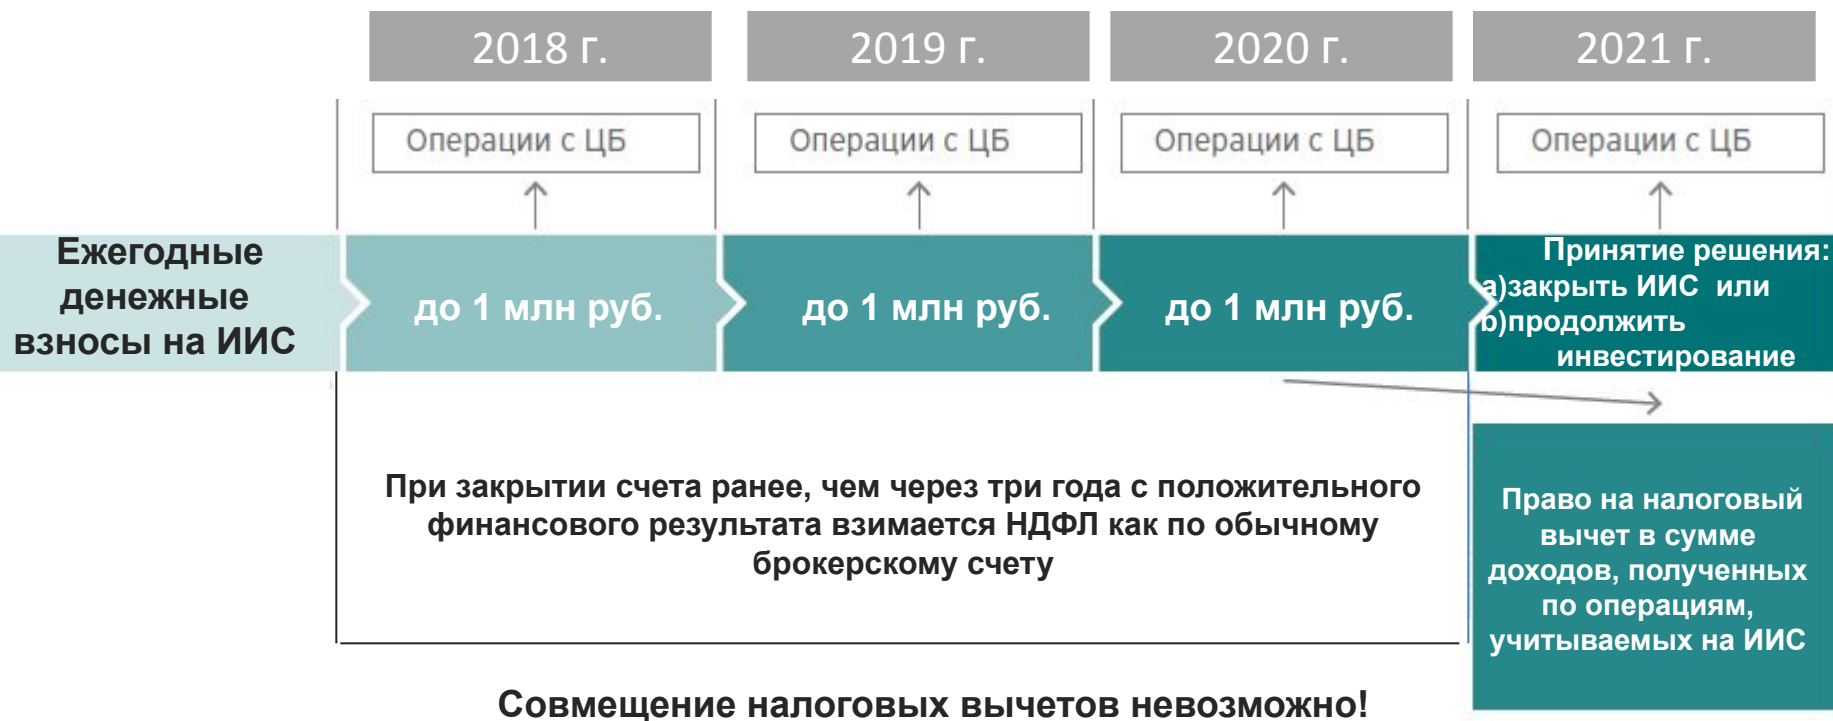 2018 г.
2019 г.
2020 г.
2021 г.
Операции с ЦБ
Операции с ЦБ
Операции с ЦБ
Операции с ЦБ
Ежегодные
денежные
взносы на ИИС
до 1 млн руб.
до 1 млн руб.
до 1 млн руб.
Принятие решения:
a)закрыть ИИС или
b)продолжить
инвестирование
При закрытии счета ранее, чем через три года с положительного
финансового результата взимается НДФЛ как по обычному
брокерскому счету
Право на налоговый
вычет в сумме
доходов, полученных
по операциям,
учитываемых на ИИС
Совмещение налоговых вычетов невозможно!